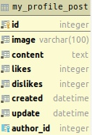 my_profile_post
id integer
image varchar(100)
content text
likes integer
dislikes integer
created datetime
update datetime
author_id integer